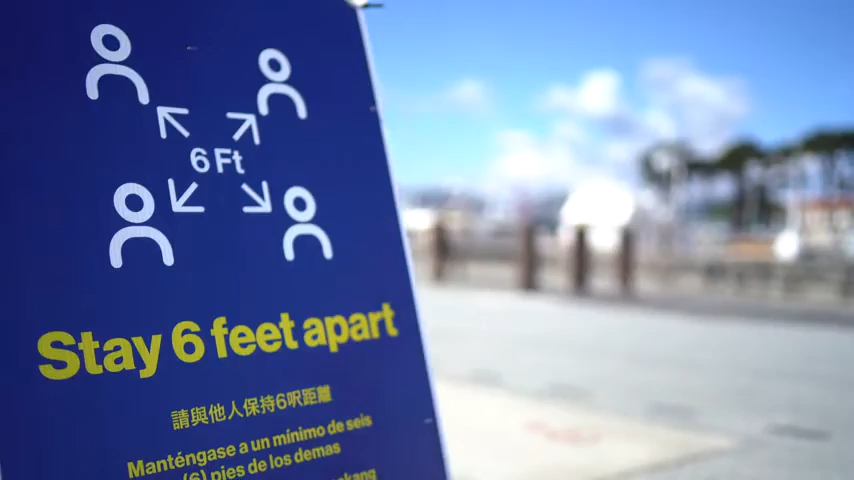 6 Ft
Stay 6 feet apart
請與他人保持6呎距離
Manténgase a un mínimo de seis
(6) pies de los demas